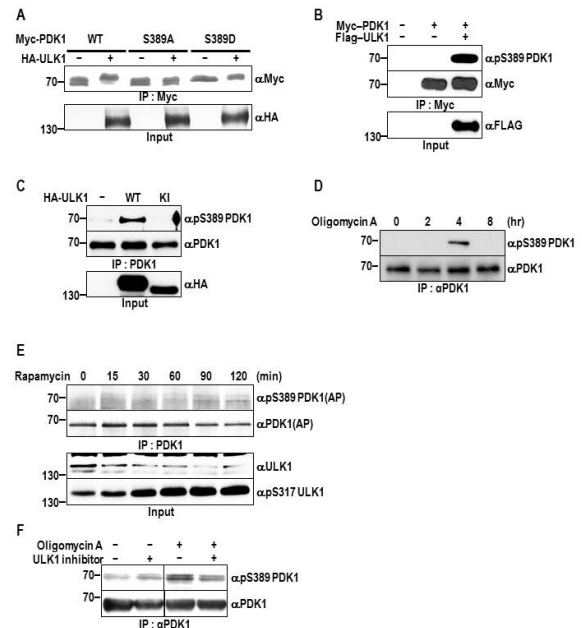 A
Myc-PDK1 WT S389A S389D
HA-ULK1 – + – + – +
70– αMyc
IP : Myc
130– αHA
Input
B
Myc–PDK1 – + +
Flag–ULK1 – – +
70– αpS389 PDK1
70– αMyc
IP : Myc
130– αFLAG
Input
C
HA-ULK1 – WT KI
70– αpS389 PDK1
70– αPDK1
IP : PDK1
130– αHA
Input
D
Oligomycin A 0 2 4 8 (hr)
70– αpS389 PDK1
70– αPDK1
IP : αPDK1
E
Rapamycin 0 15 30 60 90 120 (min)
70– αpS389 PDK1(AP)
70– αPDK1(AP)
IP : PDK1
130– αULK1
130– αpS317 ULK1
Input
F
Oligomycin A – – + +
ULK1 inhibitor – + – +
70– αpS389 PDK1
70– αPDK1
IP : αPDK1